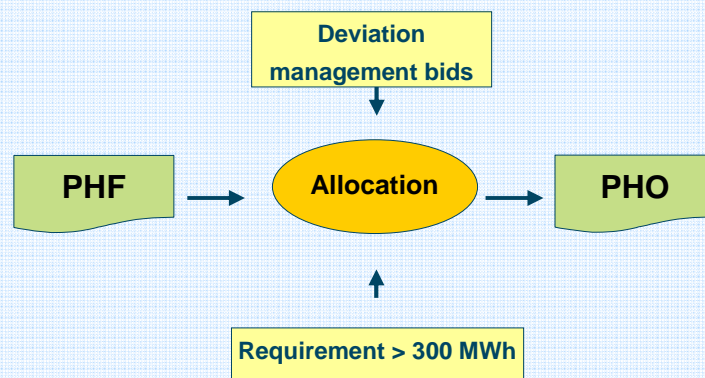 Deviation
management bids
PHF
Allocation
PHO
Requirement > 300 MWh